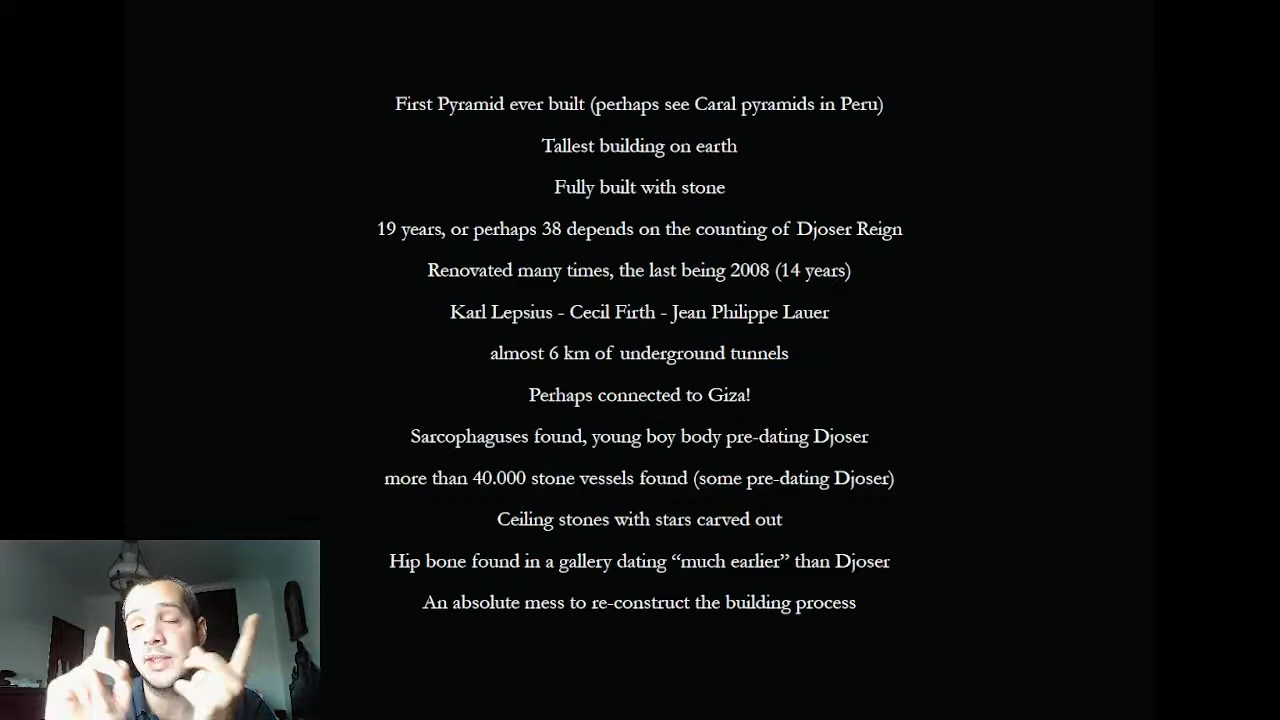 First Pyramid ever built (perhaps see Caral pyramids in Peru)
Tallest building on earth
Fully built with stone
19 years, or perhaps 38 depends on the counting of Djoser Reign
Renovated many times, the last being 2008 (14 years)
Karl Lepsius - Cecil Firth - Jean Philippe Lauer
almost 6 km of underground tunnels
Perhaps connected to Giza!
Sarcophaguses found, young boy body pre-dating Djoser
more than 40.000 stone vessels found (some pre-dating Djoser)
Ceiling stones with stars carved out
Hip bone found in a gallery dating “much earlier” than Djoser
An absolute mess to re-construct the building process